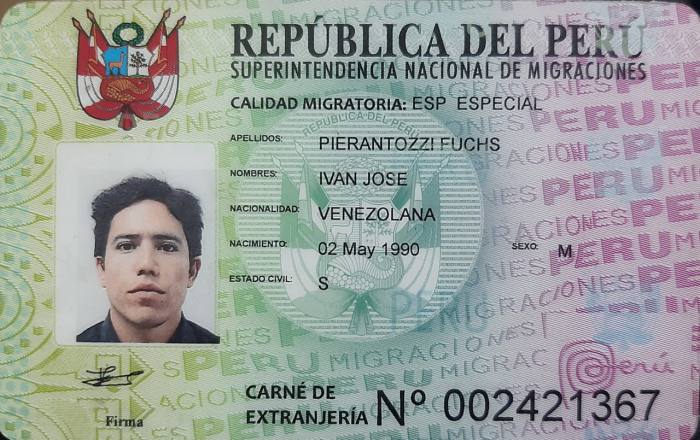 REPÚBLICA DEL PERÚ
SUPERINTENDENCIA NACIONAL DE MIGRACIONES
CALIDAD MIGRATORIA: ESP ESPECIAL
APELLIDOS: PIERANTOZZI FUCHS
NOMBRES: IVAN JOSE
NACIONALIDAD: VENEZOLANA
NACIMIENTO: 02 May 1990 SEXO: M
ESTADO CIVIL: S
Perú
CARNÉ DE EXTRANJERÍA Nº 002421367
Firma